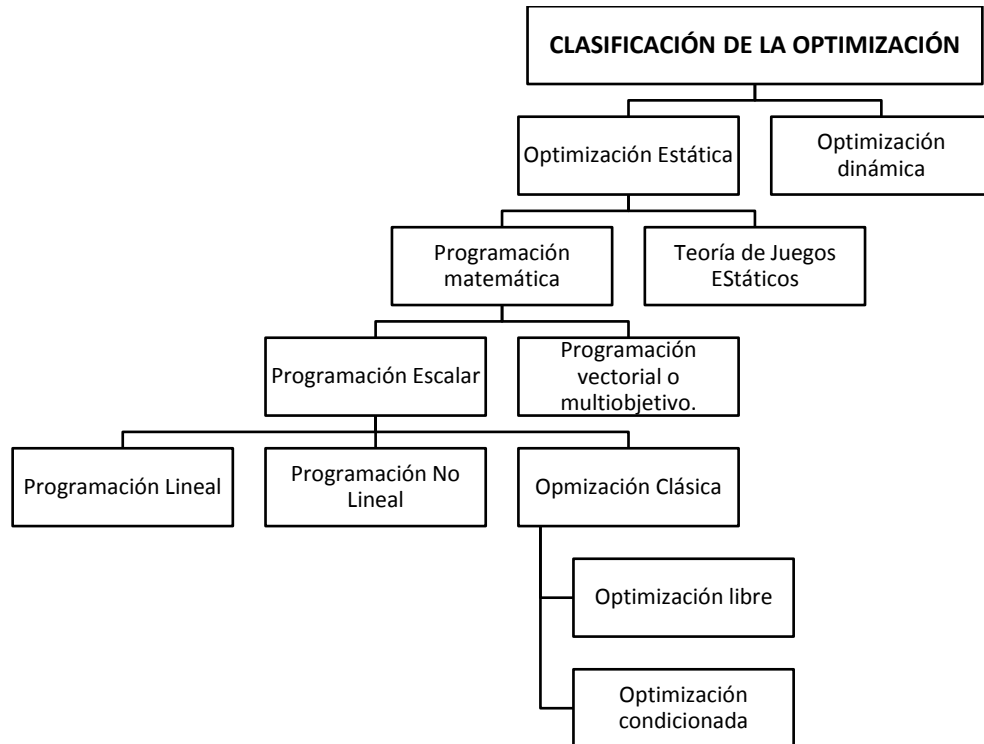 CLASIFICACIÓN DE LA OPTIMIZACIÓN
Optimización Estática
Optimización
dinámica
Programación
matemática
Teoría de Juegos
EStáticos
Programación Escalar
Programación
vectorial o
multiobjetivo.
Programación Lineal
Programación No
Lineal
Opmización Clásica
Optimización libre
Optimización
condicionada